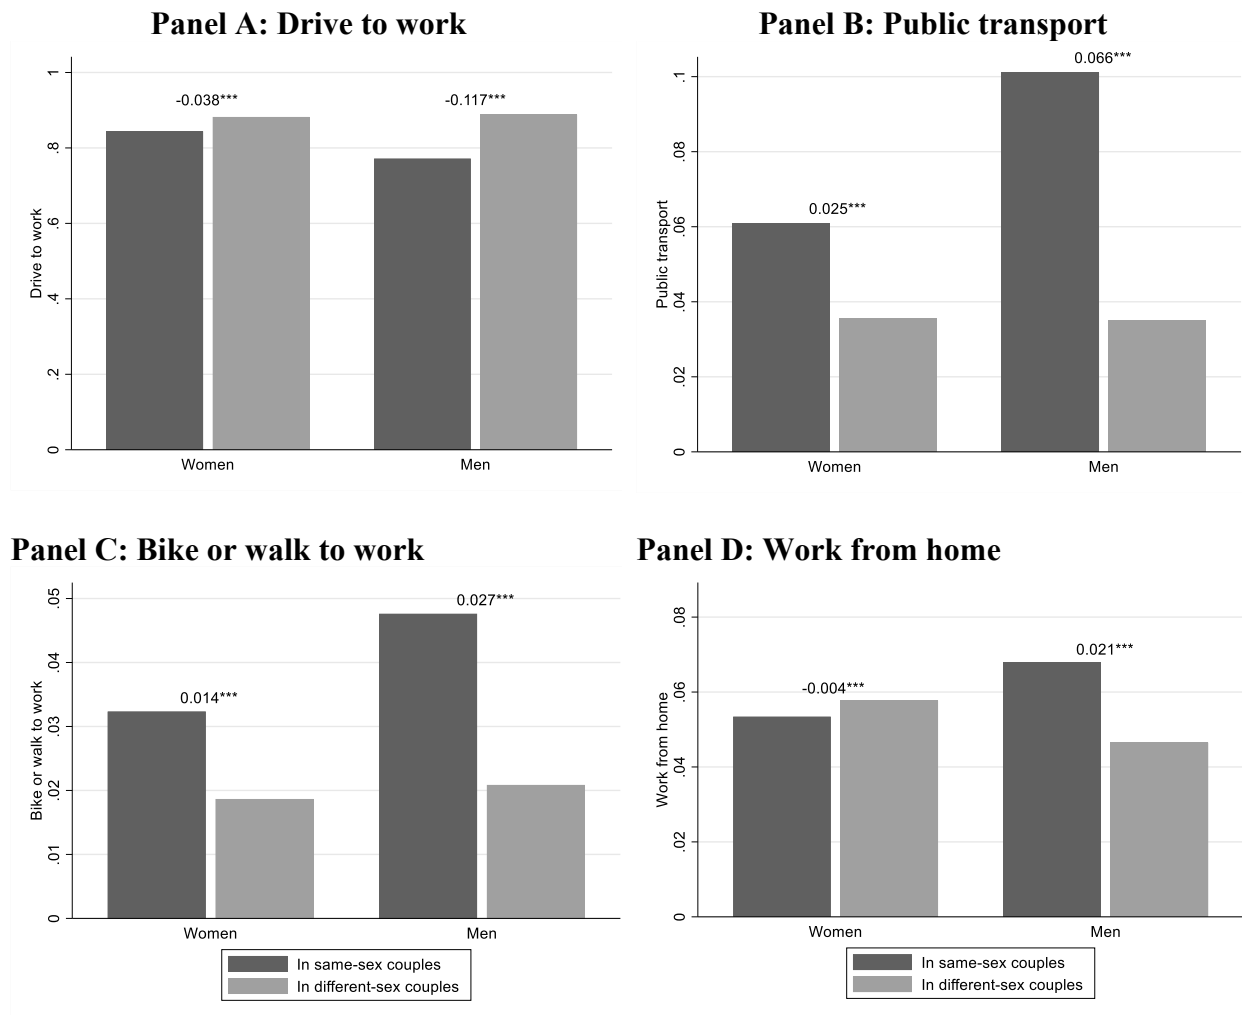 Panel A: Drive to work
Drive to work
1
.8
.6
.4
.2
0
-0.038***
-0.117***
Women
Men
Panel B: Public transport
Public transport
.1
.08
.06
.04
.02
0
0.025***
0.066***
Women
Men
Panel C: Bike or walk to work
Bike or walk to work
.05
.04
.03
.02
.01
0
0.014***
0.027***
Women
Men
In same-sex couples
In different-sex couples
Panel D: Work from home
Work from home
.08
.06
.04
.02
0
-0.004***
0.021***
Women
Men
In same-sex couples
In different-sex couples